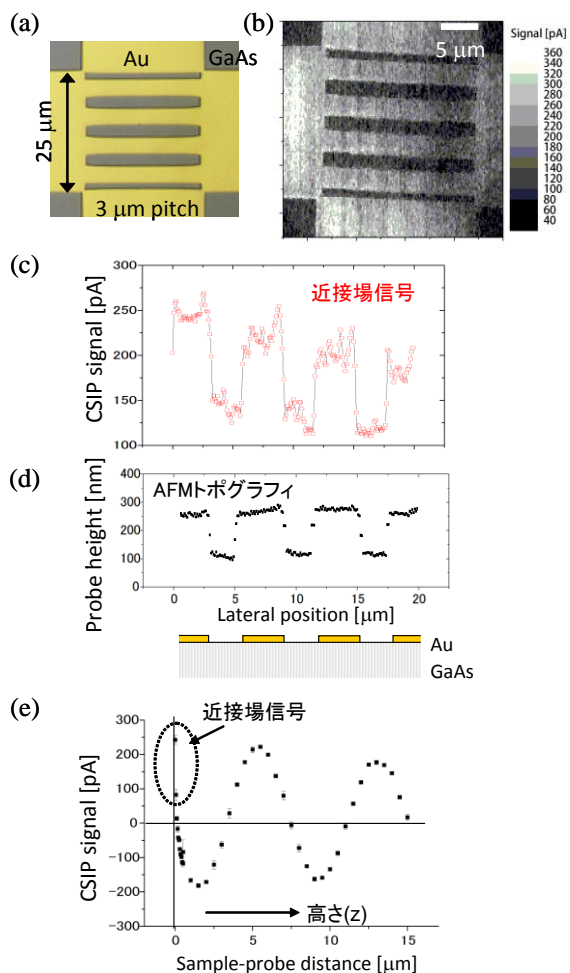 (a)
Au
GaAs
25 μm
3 μm pitch
(b)
5 μm
Signal [pA]
360
340
320
300
280
260
240
220
200
180
160
140
120
100
80
60
40
(c)
CSIP signal [pA]
300
250
200
150
100
近接場信号
(d)
Probe height [nm]
400
300
200
100
0
AFMトポグラフィ
0 5 10 15 20
Lateral position [μm]
Au
GaAs
(e)
CSIP signal [pA]
300
200
100
0
-100
-200
-300
近接場信号
高さ(z)
0 5 10 15
Sample-probe distance [μm]